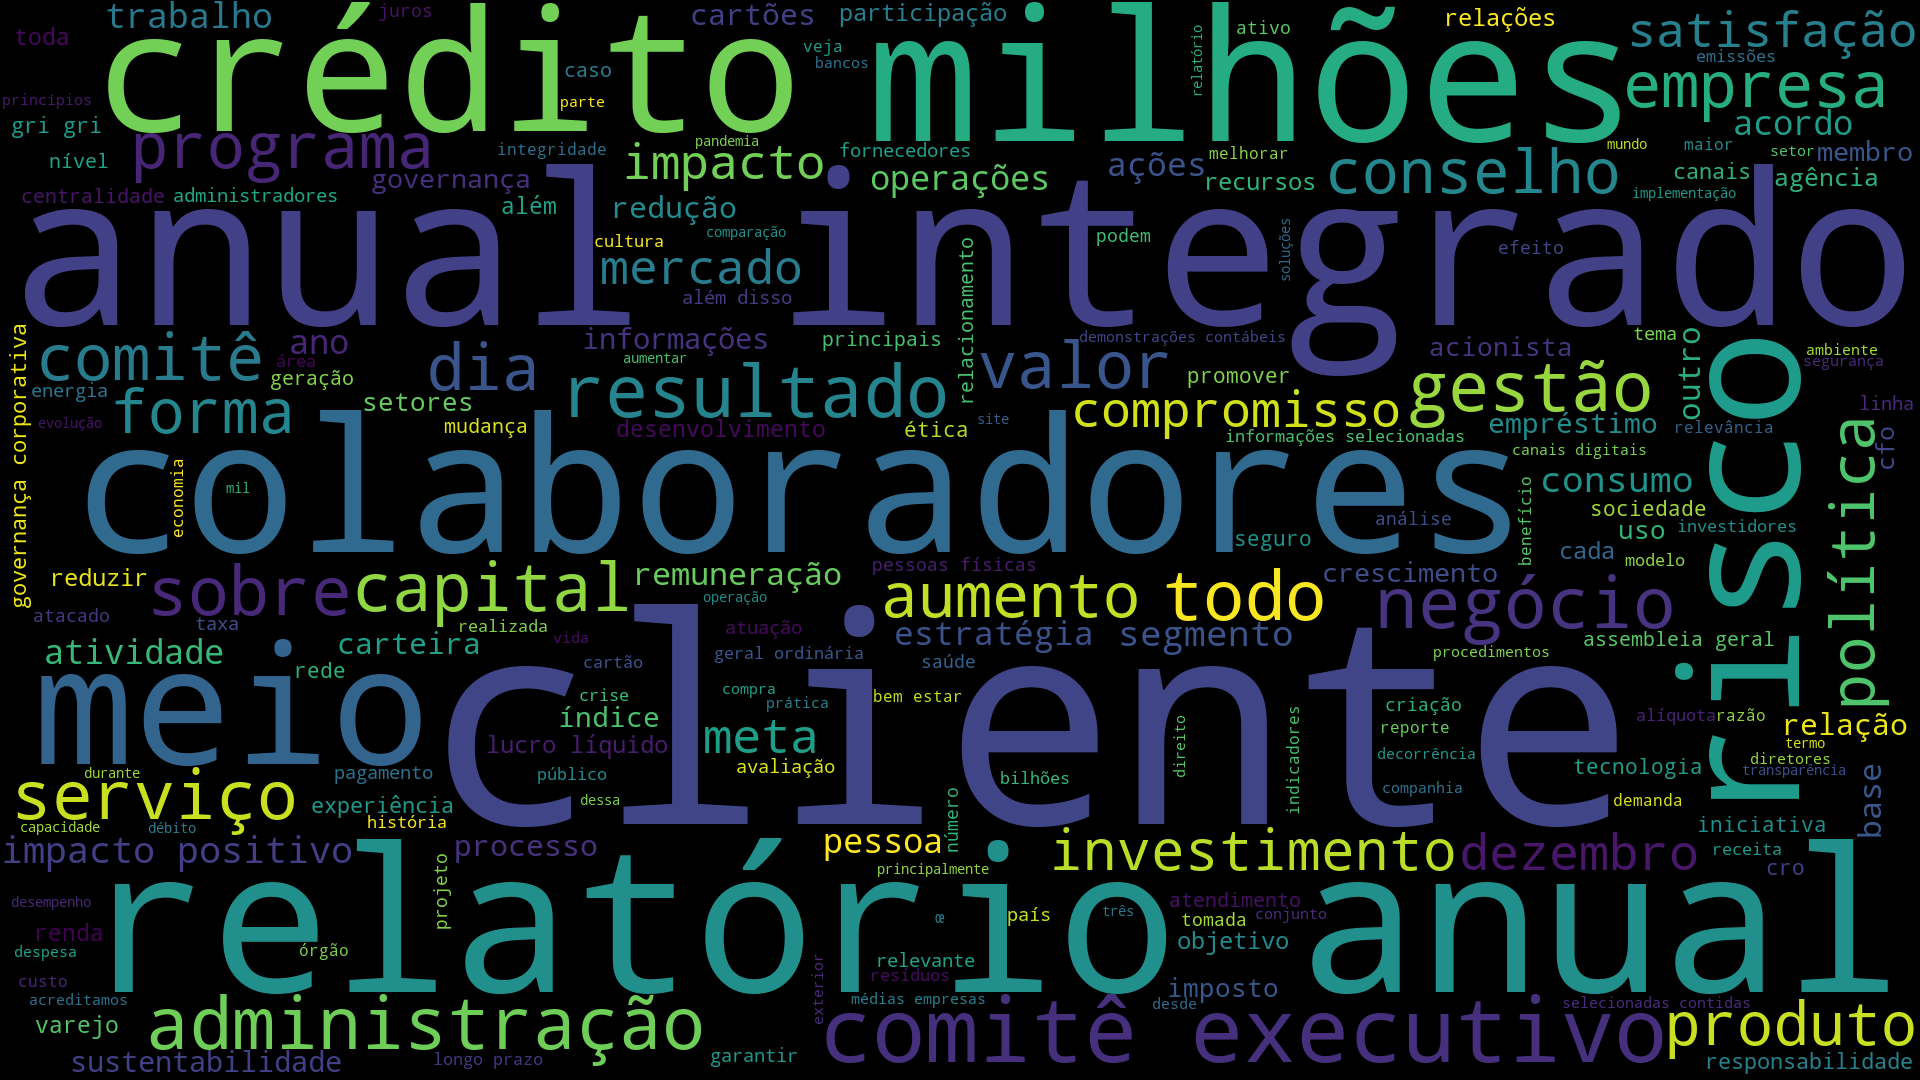 trabalho
juros
cartões
participação
relações
satisfação
toda
crédito
milhões
veja
bancos
ativo
relatório
emissões
caso
empresa
princípios
parte
gri gri
acordo
programa
integridade
pandemia
impacto
fornecedores
melhorar
mundo
maior
setor
membro
nível
governança
operações
ações
recursos
conselho
canais
agência
centralidade
administradores
além
redução
implementação
anual integrado
cultura
comparação
podem
soluções
efeito
mercado
relacionamento
além disso
governança corporativa
comitê
ano
informações
principais
demonstrações contábeis
tema
outro
risco
área
aumentar
acionista
ambiente
segurança
energia
geração
dia
resultado
valor
promover
gestão
forma
setores
compromisso
empréstimo
linha
evolução
mudança
desenvolvimento
ética
site
informações selecionadas
relevância
política
cfo
colaboradores
canais digitais
economia
mil
benefício
consumo
análise
sociedade
seguro
uso
investidores
cada
reduzir
sobre
capital
remuneração
pessoas físicas
aumento
todo
crescimento
modelo
negócio
operação
atacado
taxa
realizada
vida
atuação
estratégia
segmento
assembleia geral
atividade
carteira
geral ordinária
procedimentos
meio
cliente
rede
cartão
saúde
compra
prática
bem estar
crise
índice
direito
indicadores
criação
reporte
alíquota
razão
relação
lucro líquido
meta
decorrência
termo
diretores
durante
pagamento
público
avaliação
bilhões
tecnologia
transparência
serviço
experiência
dessa
número
companhia
demanda
base
capacidade
débito
história
iniciativa
impacto positivo
processo
pessoa
investimento
dezembro
receita
relatório anual
projeto
principalmente
cro
desempenho
atendimento
renda
œ
país
três
tomada
conjunto
despesa
órgão
objetivo
relevante
custo
resíduos
exterior
imposto
acreditamos
médias empresas
desde
selecionadas contidas
varejo
administração
comitê executivo
produto
sustentabilidade
longo prazo
garantir
responsabilidade